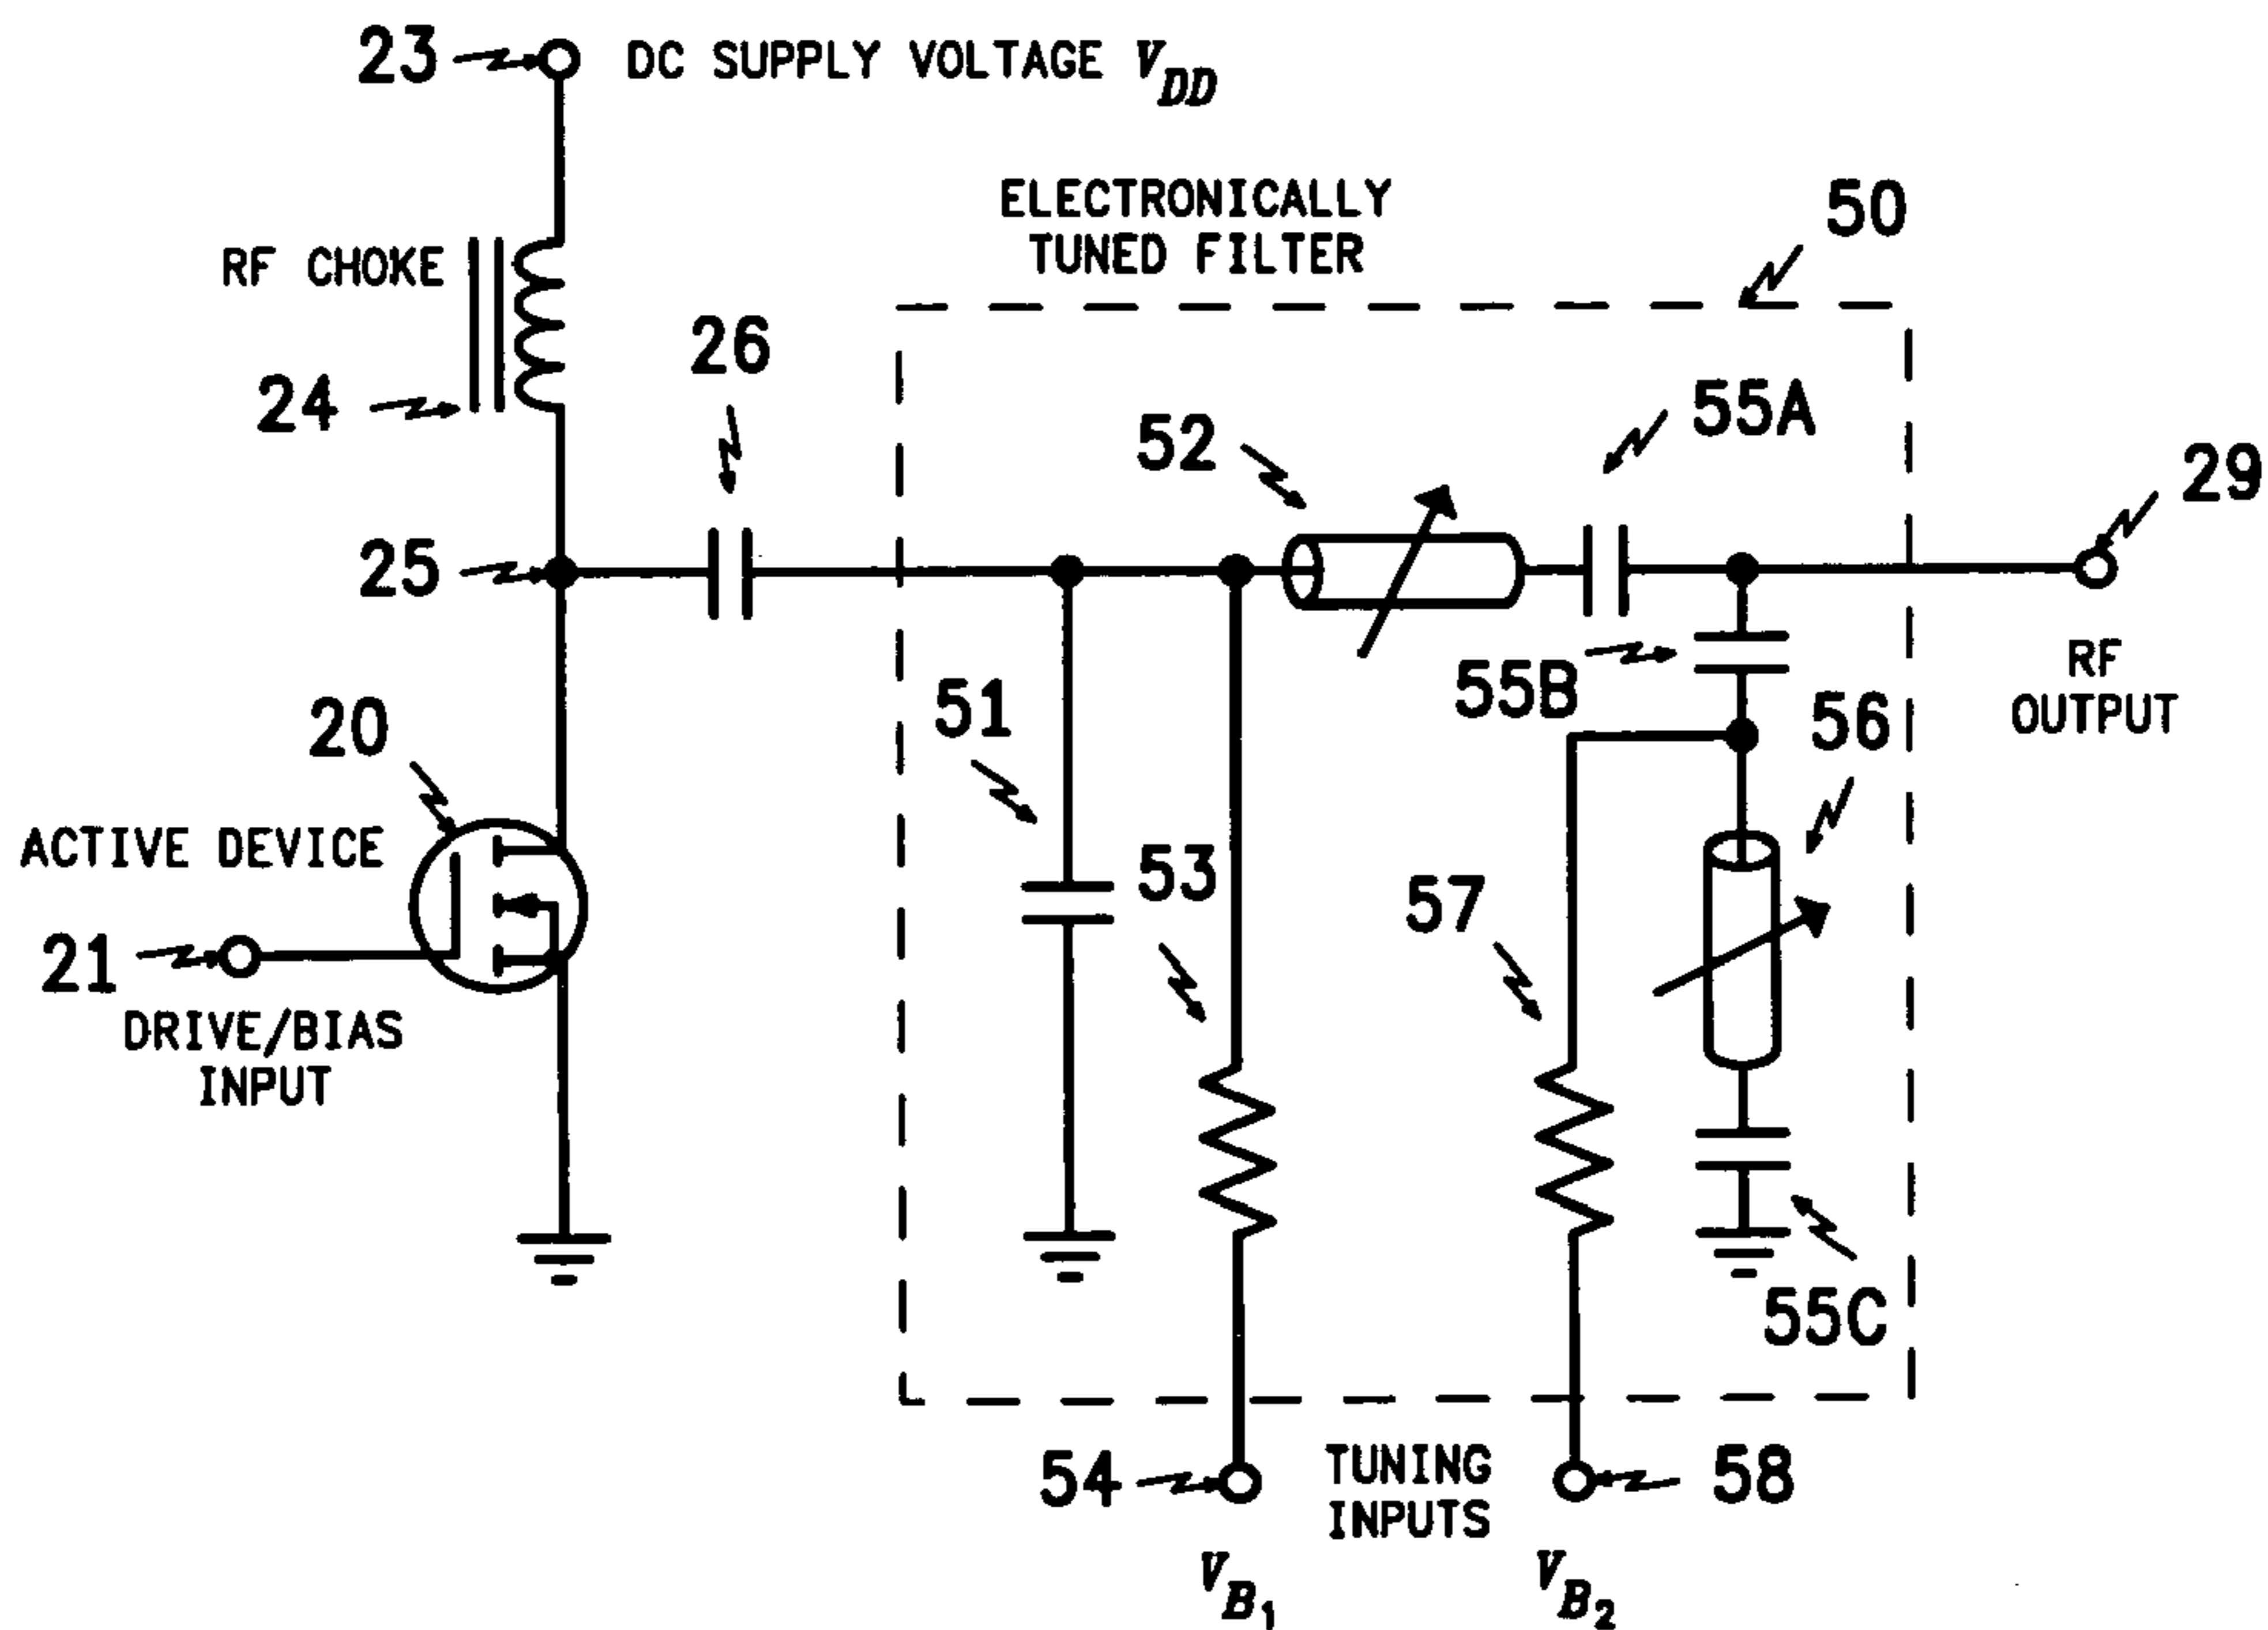 23
DC SUPPLY VOLTAGE V_DD
ELECTRONICALLY
TUNED FILTER
50
RF CHOKE
26
24
52
55A
29
25
20
51
55B
56
RF
OUTPUT
ACTIVE DEVICE
53
57
21
DRIVE/BIAS
INPUT
55C
54
TUNING
INPUTS
58
V_B1
V_B2